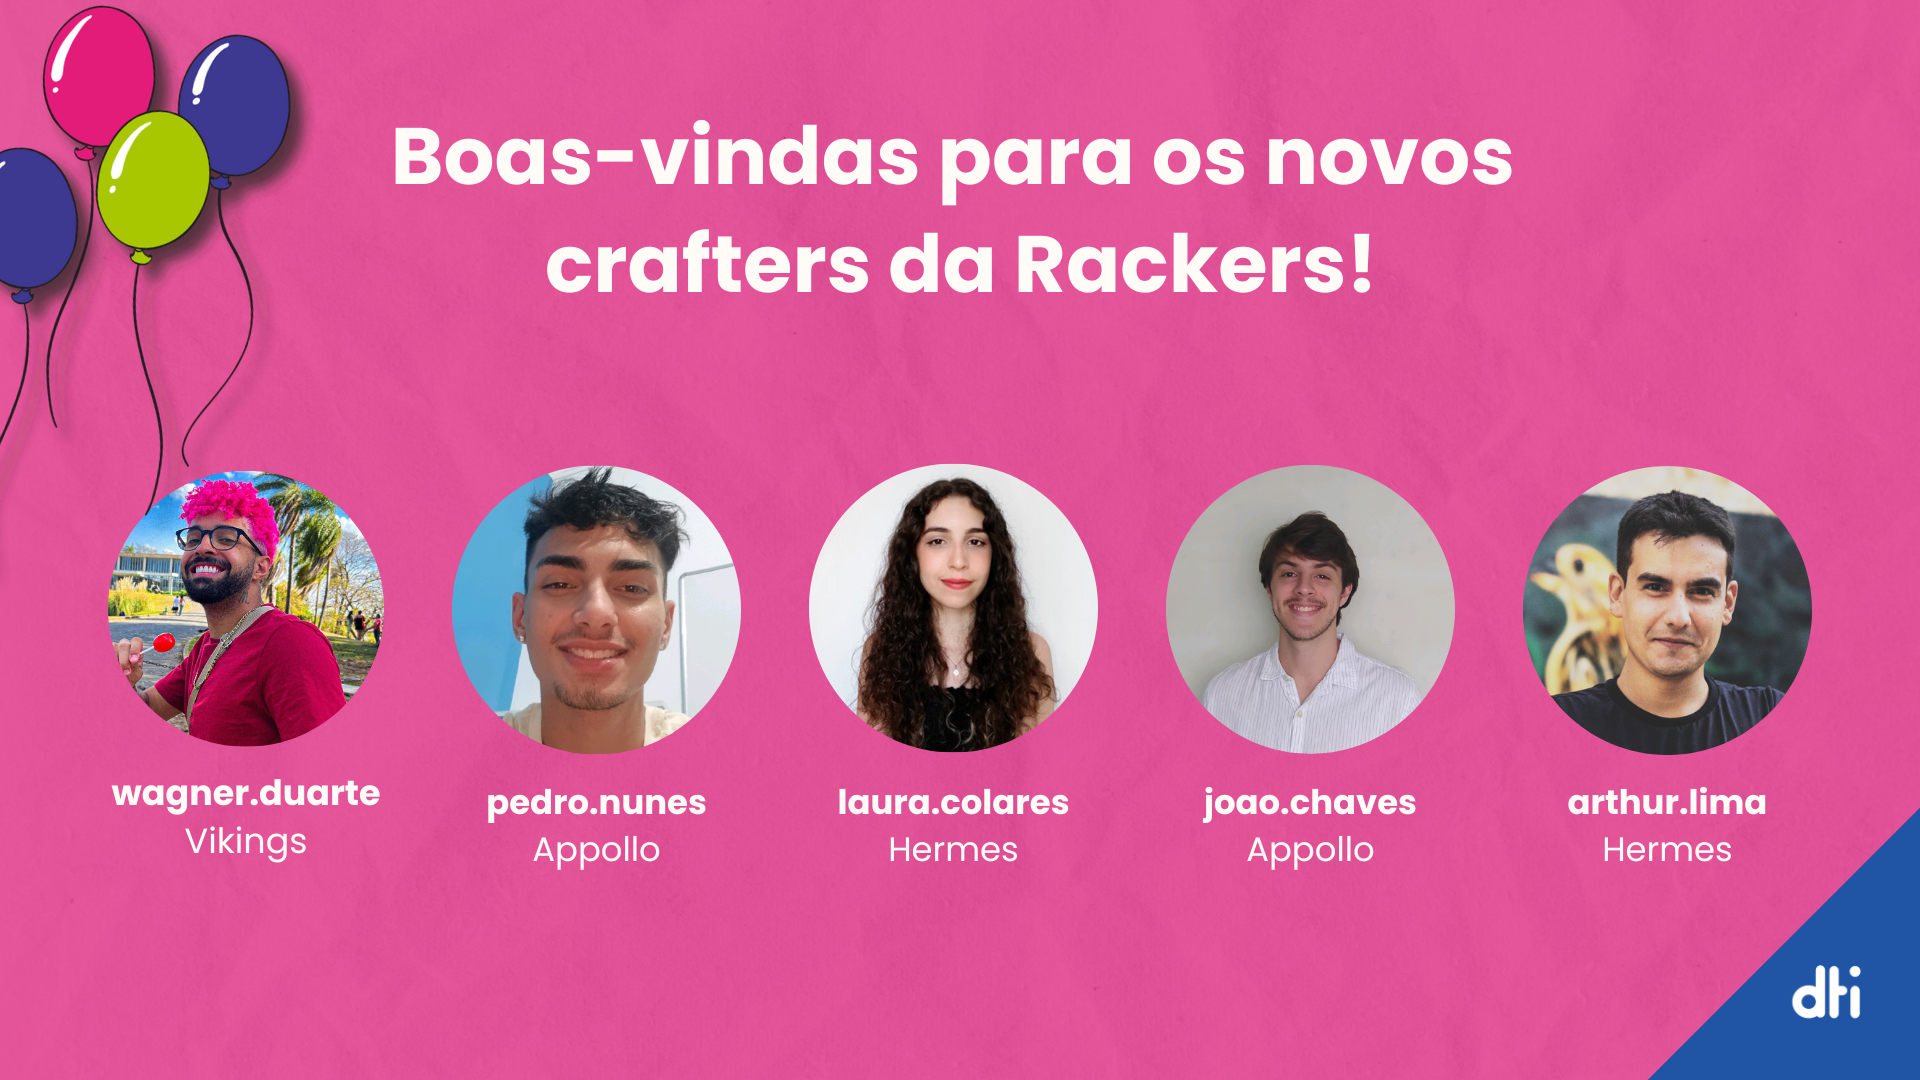 Boas-vindas para os novos
crafters da Rackers!
wagner.duarte
Vikings
pedro.nunes
Appollo
laura.colares
Hermes
joao.chaves
Appollo
arthur.lima
Hermes
dti